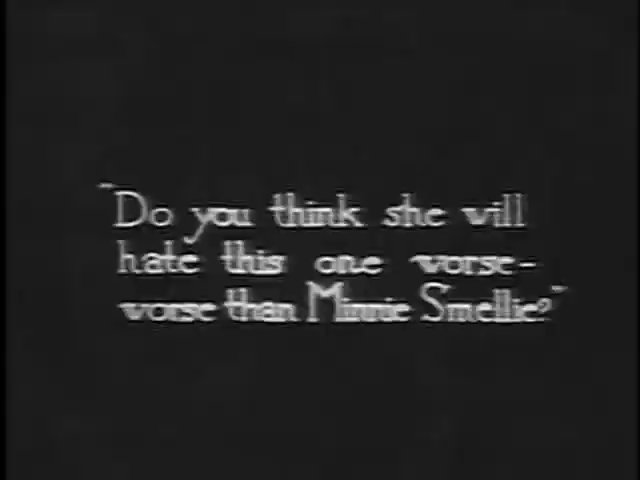 "Do you think she will
hate this one worse-
worse than Minnie Smellie?"